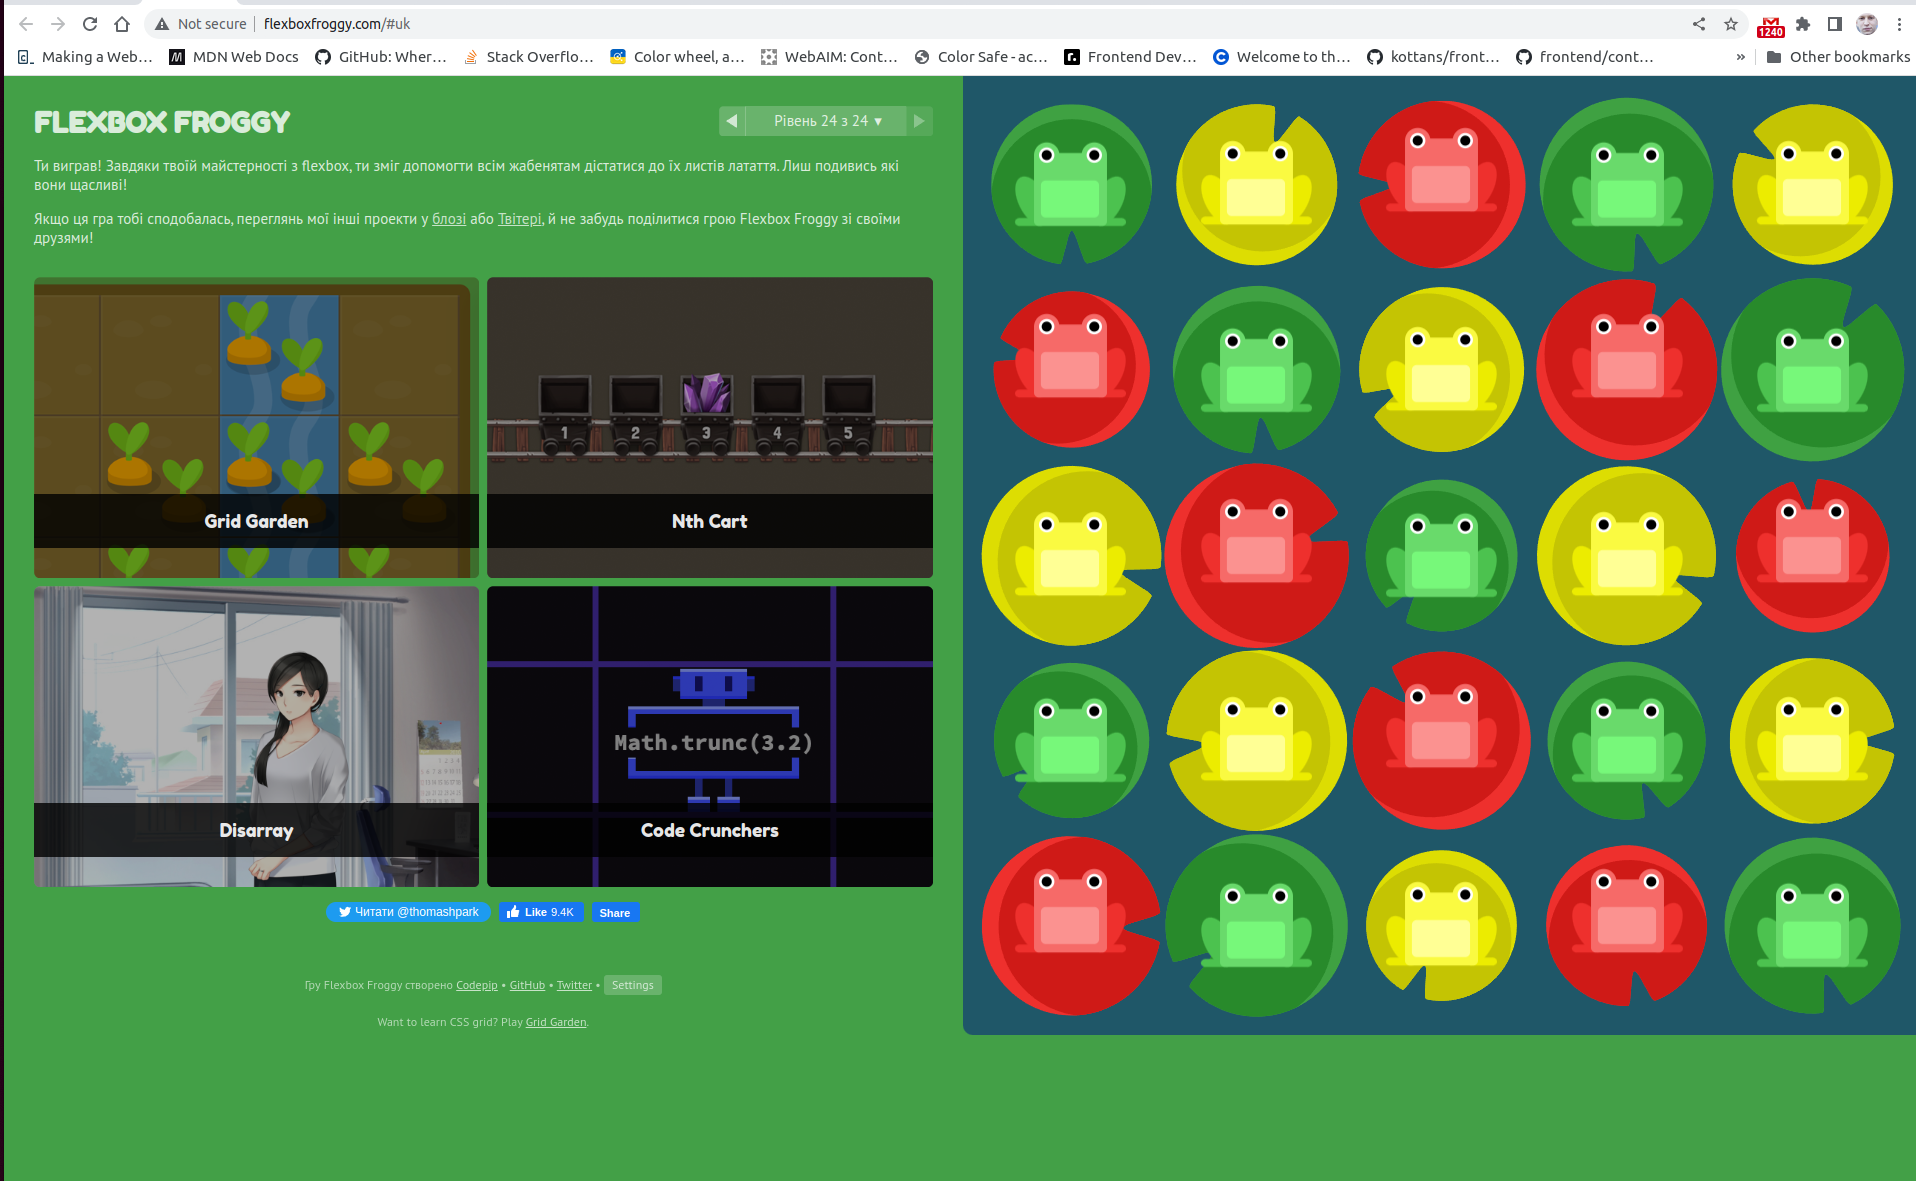 Not secure | flexboxfroggy.com/#uk
1240
Making a Web...
MDN Web Docs
GitHub: Wher...
Stack Overflo...
Color wheel, a...
WebAIM: Cont...
Color Safe - ac...
Frontend Dev...
Welcome to th...
kottans/front...
frontend/cont...
»
Other bookmarks
FLEXBOX FROGGY
◀ Рівень 24 з 24 ▼ ▶
Ти виграв! Завдяки твоїй майстерності з flexbox, ти зміг допомогти всім жабенятам дістатися до їх листів латаття. Лиш подивись які
вони щасливі!
Якщо ця гра тобі сподобалась, переглянь мої інші проекти у блозі або Твітері, й не забудь поділитися грою Flexbox Froggy зі своїми
друзями!
Grid Garden
1 2 3 4 5
Nth Cart
Disarray
Math.trunc(3.2)
Code Crunchers
Читати @thomashpark
Like 9.4K
Share
Гру Flexbox Froggy створено Codepip • GitHub • Twitter • Settings
Want to learn CSS grid? Play Grid Garden.